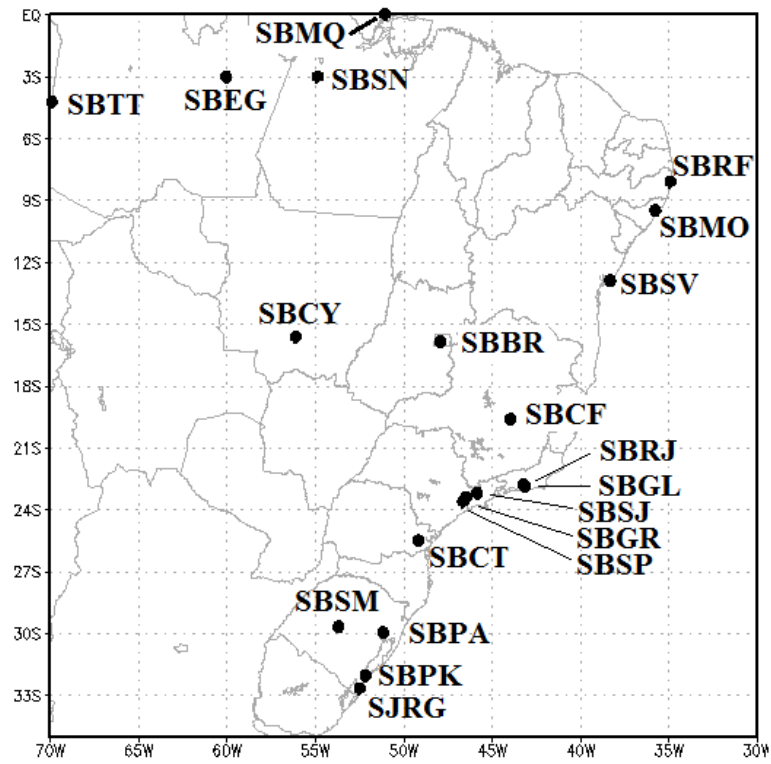 EQ
SBMQ
3S
SBSN
SBTT
SBEG
6S
SBRF
9S
SBMO
12S
SBSV
SBCY
15S
SBBR
18S
SBCF
21S
SBRJ
SBGL
24S
SBSJ
SBGR
SBCT
SBSP
27S
SBSM
30S
SBPA
SBPK
33S
SJRG
70W 65W 60W 55W 50W 45W 40W 35W 30W